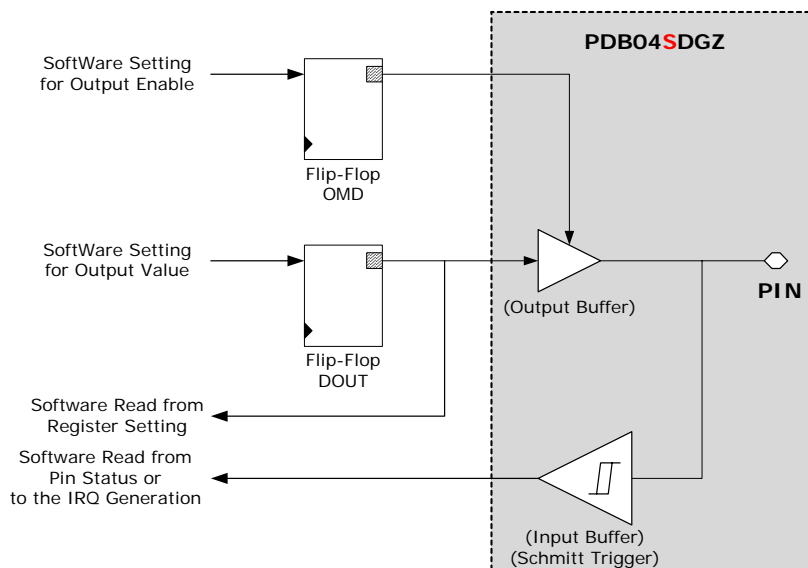 PDB04SDGZ
SoftWare Setting
for Output Enable
Flip-Flop
OMD
SoftWare Setting
for Output Value
(Output Buffer)
PIN
Flip-Flop
DOUT
Software Read from
Register Setting
Software Read from
Pin Status or
to the IRQ Generation
(Input Buffer)
(Schmitt Trigger)